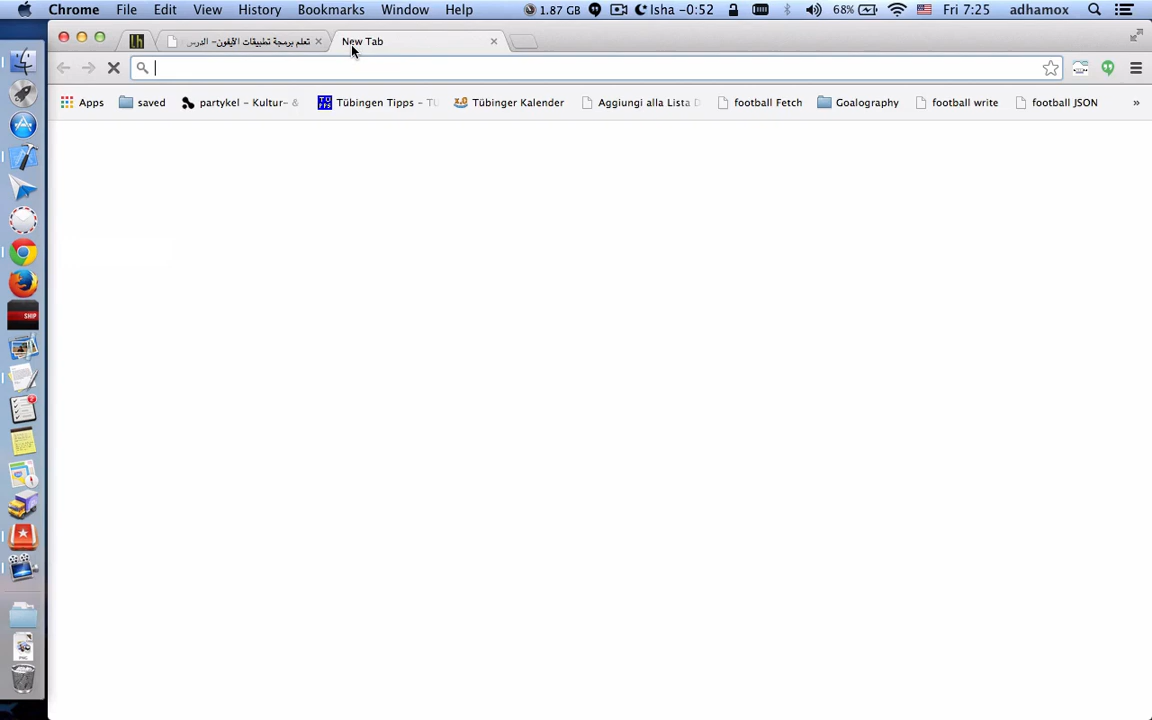 Chrome File Edit View History Bookmarks Window Help 1.87 GB Isha -0:52 68% Fri 7:25 adhamox
lh تعلم برمجة تطبيقات الآيفون- الدرس New Tab
Apps saved partykel – Kultur- & Tübingen Tipps – TÜ Tübinger Kalender Aggiungi alla Lista D football Fetch Goalography football write football JSON »
SHIP